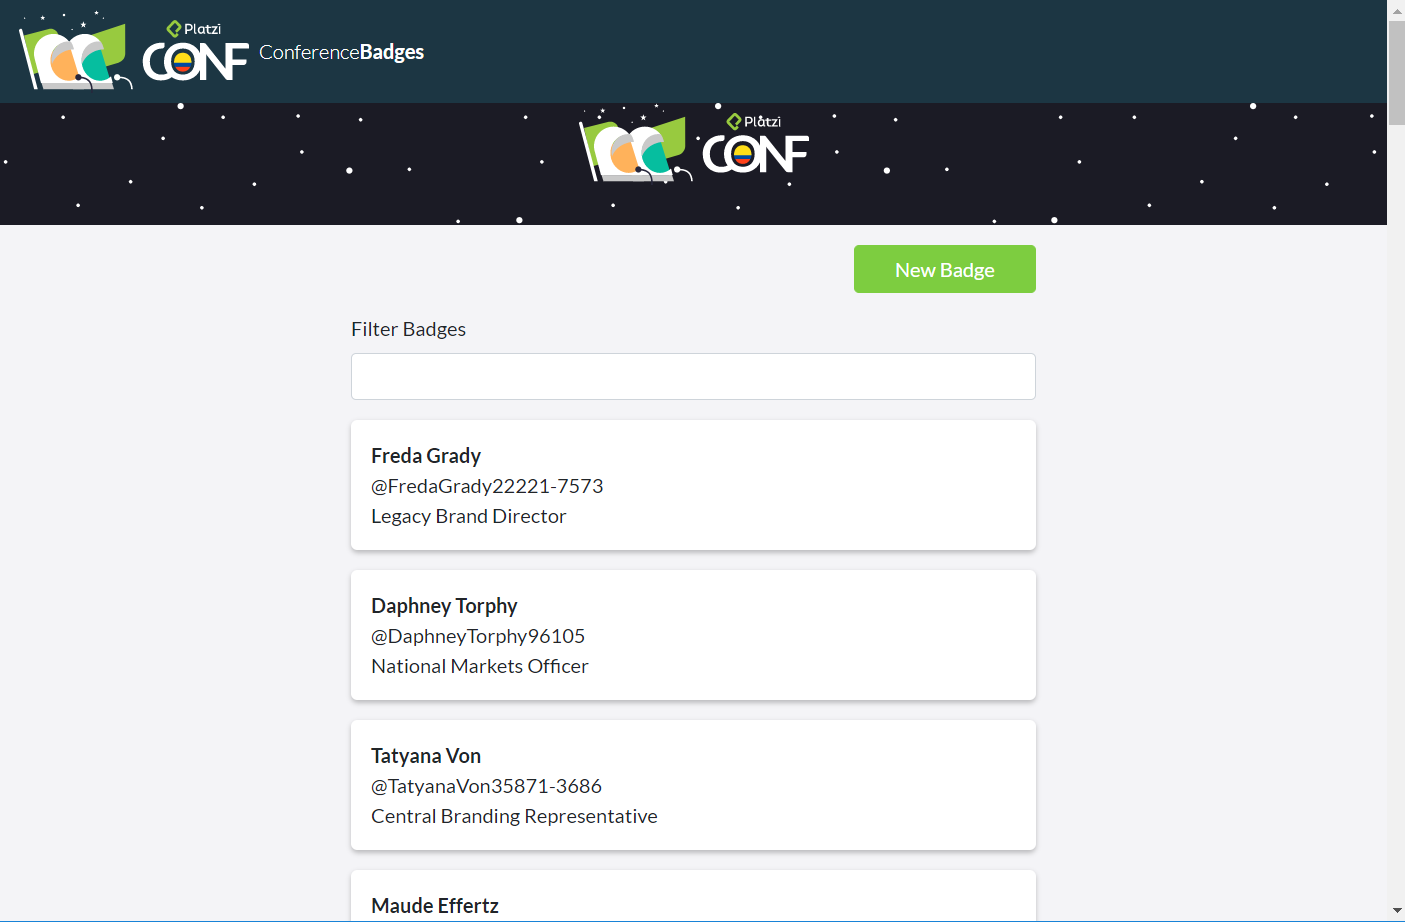 Platzi
CONF
ConferenceBadges
Platzi
CONF
New Badge
Filter Badges
Freda Grady
@FredaGrady22221-7573
Legacy Brand Director
Daphney Torphy
@DaphneyTorphy96105
National Markets Officer
Tatyana Von
@TatyanaVon35871-3686
Central Branding Representative
Maude Effertz